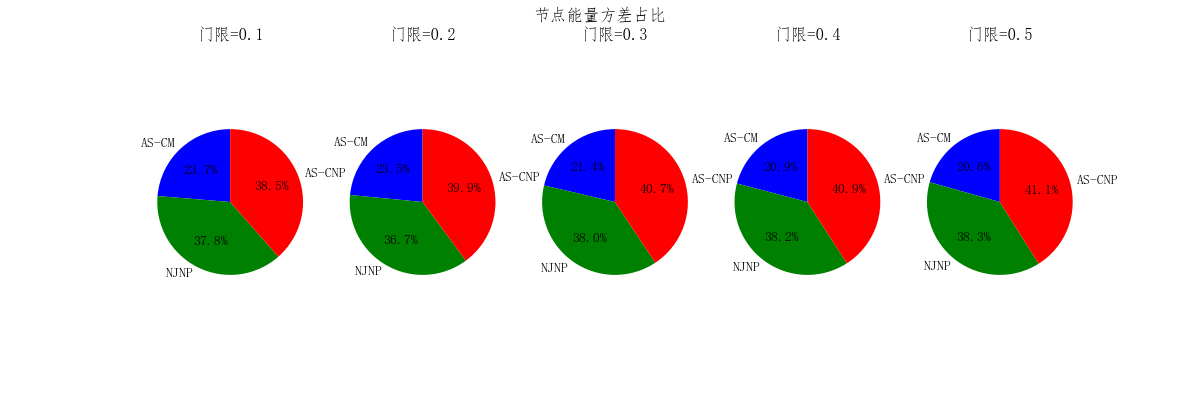 节点能量方差占比
门限=0.1
AS-CM
23.7%
38.5%
AS-CNP
37.8%
NJNP
门限=0.2
AS-CM
23.5%
39.9%
AS-CNP
36.7%
NJNP
门限=0.3
AS-CM
21.4%
40.7%
AS-CNP
38.0%
NJNP
门限=0.4
AS-CM
20.9%
40.9%
AS-CNP
38.2%
NJNP
门限=0.5
AS-CM
20.6%
41.1%
AS-CNP
38.3%
NJNP